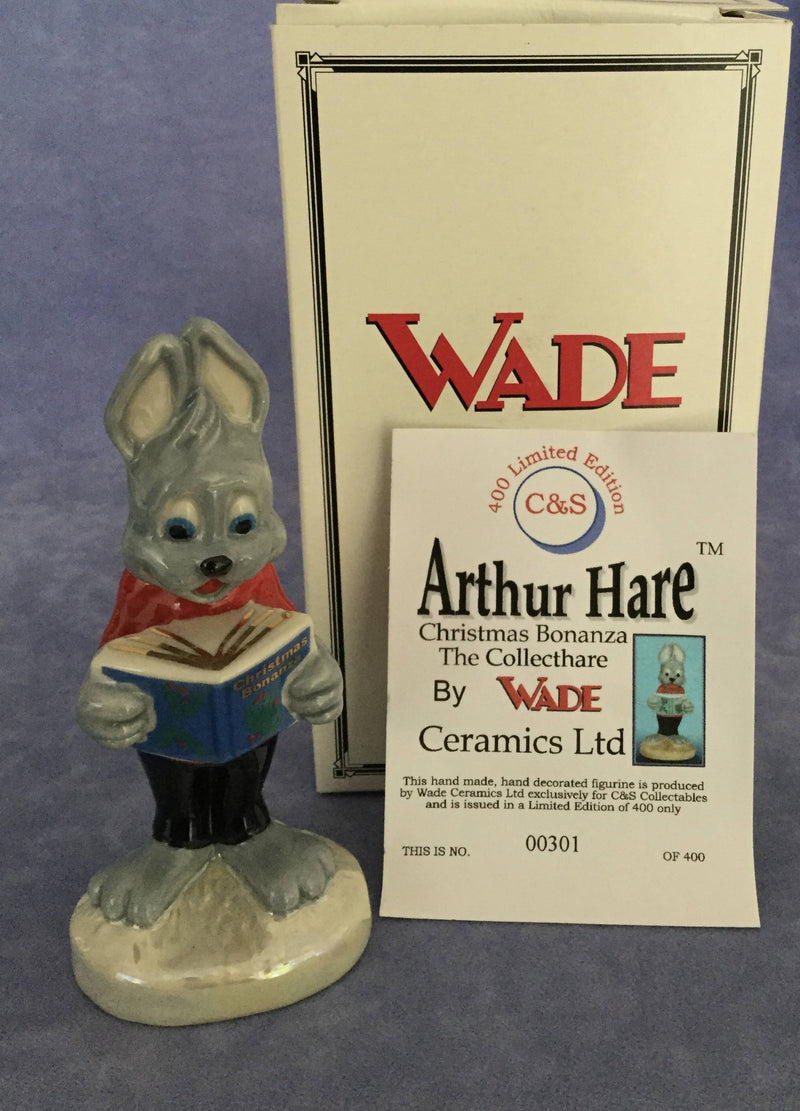 WADE
400 Limited Edition
C&S
Arthur Hare™
Christmas Bonanza
The Collecthare
By WADE
Ceramics Ltd
This hand made, hand decorated figurine is produced
by Wade Ceramics Ltd exclusively for C&S Collectables
and is issued in a Limited Edition of 400 only
THIS IS NO. 00301 OF 400
Christmas
Bonanza